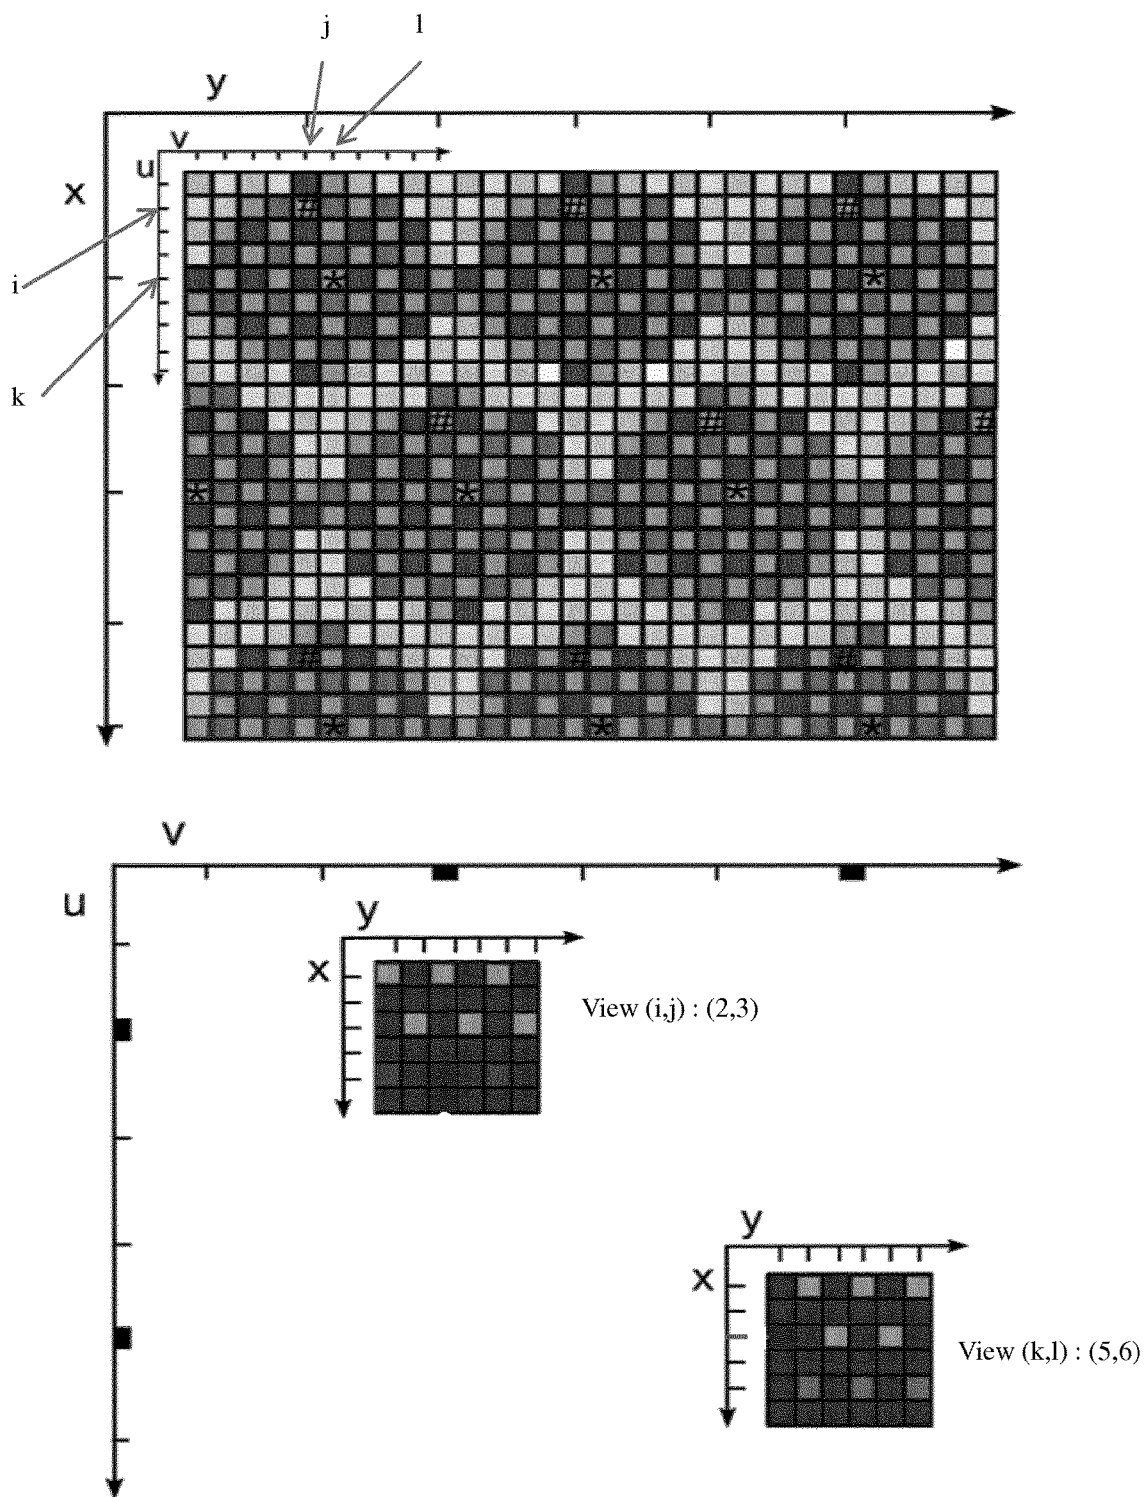 j l
y
v
u
x
# # #
i
* * *
k
# # #
* * *
# # #
* * *
v
u
y
x
View (i,j) : (2,3)
y
x
View (k,l) : (5,6)